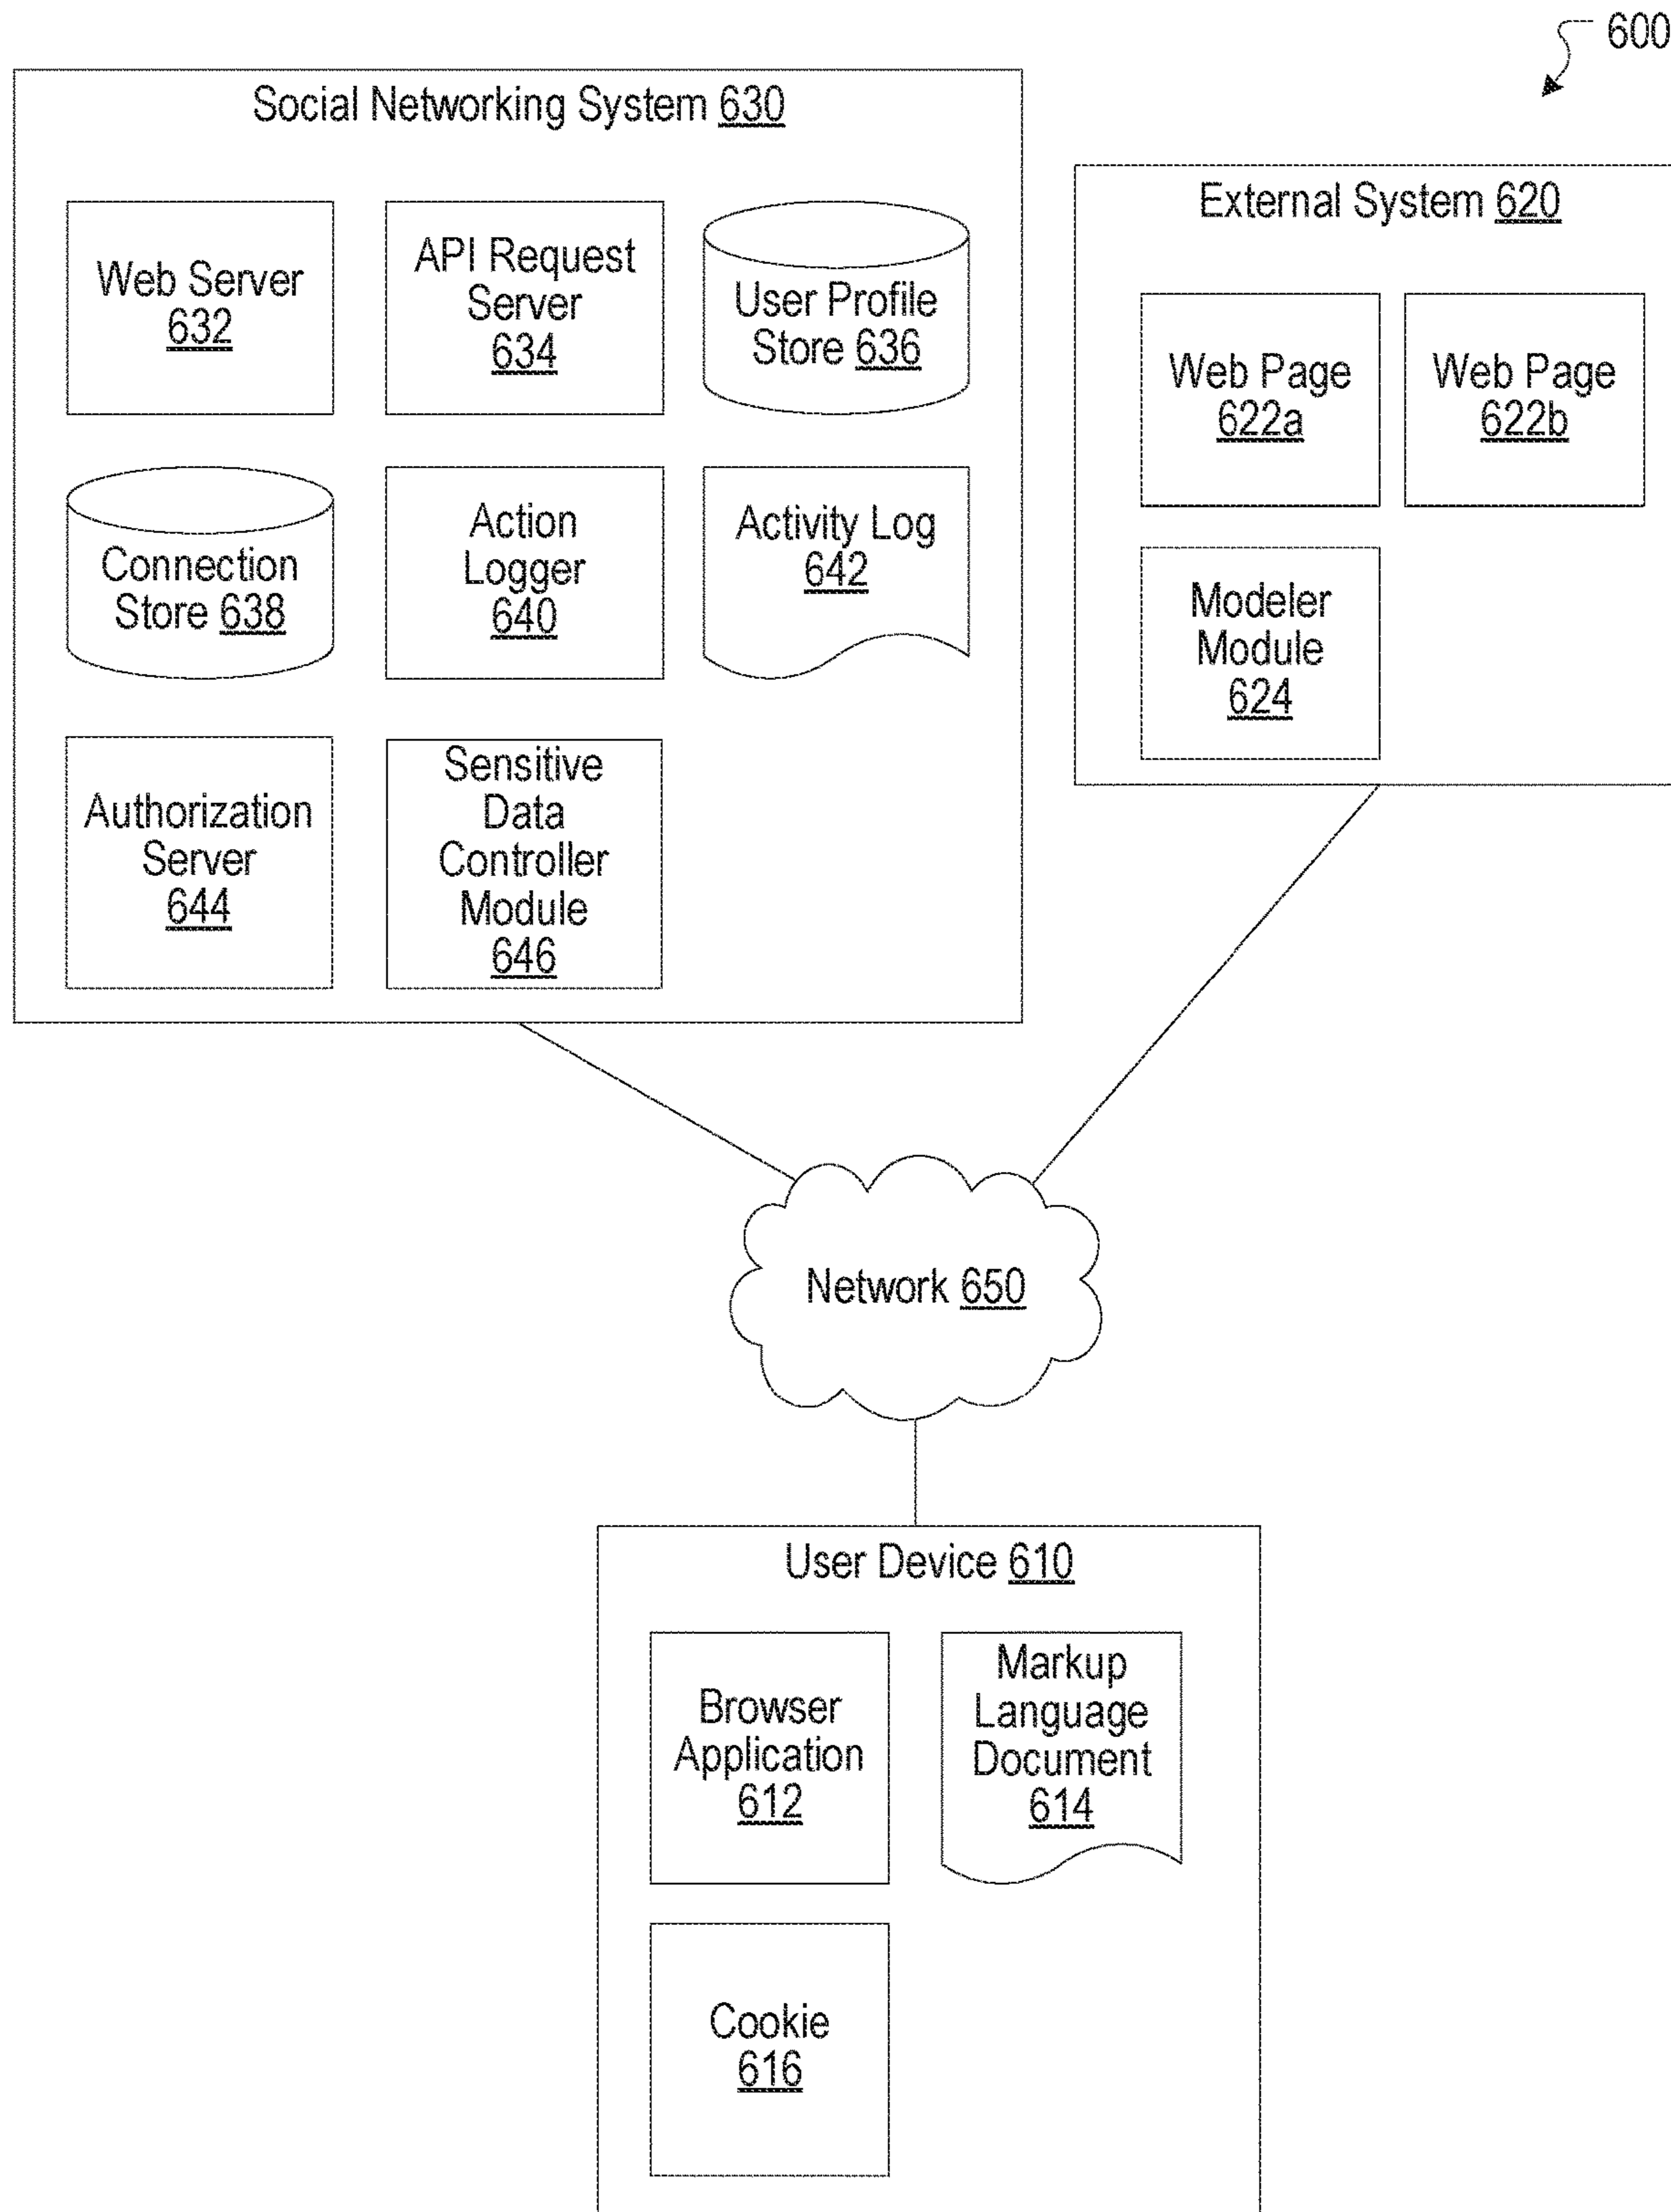 600
Social Networking System 630
Web Server
632
API Request
Server
634
User Profile
Store 636
Connection
Store 638
Action
Logger
640
Activity Log
642
Authorization
Server
644
Sensitive
Data
Controller
Module
646
External System 620
Web Page
622a
Web Page
622b
Modeler
Module
624
Network 650
User Device 610
Browser
Application
612
Markup
Language
Document
614
Cookie
616